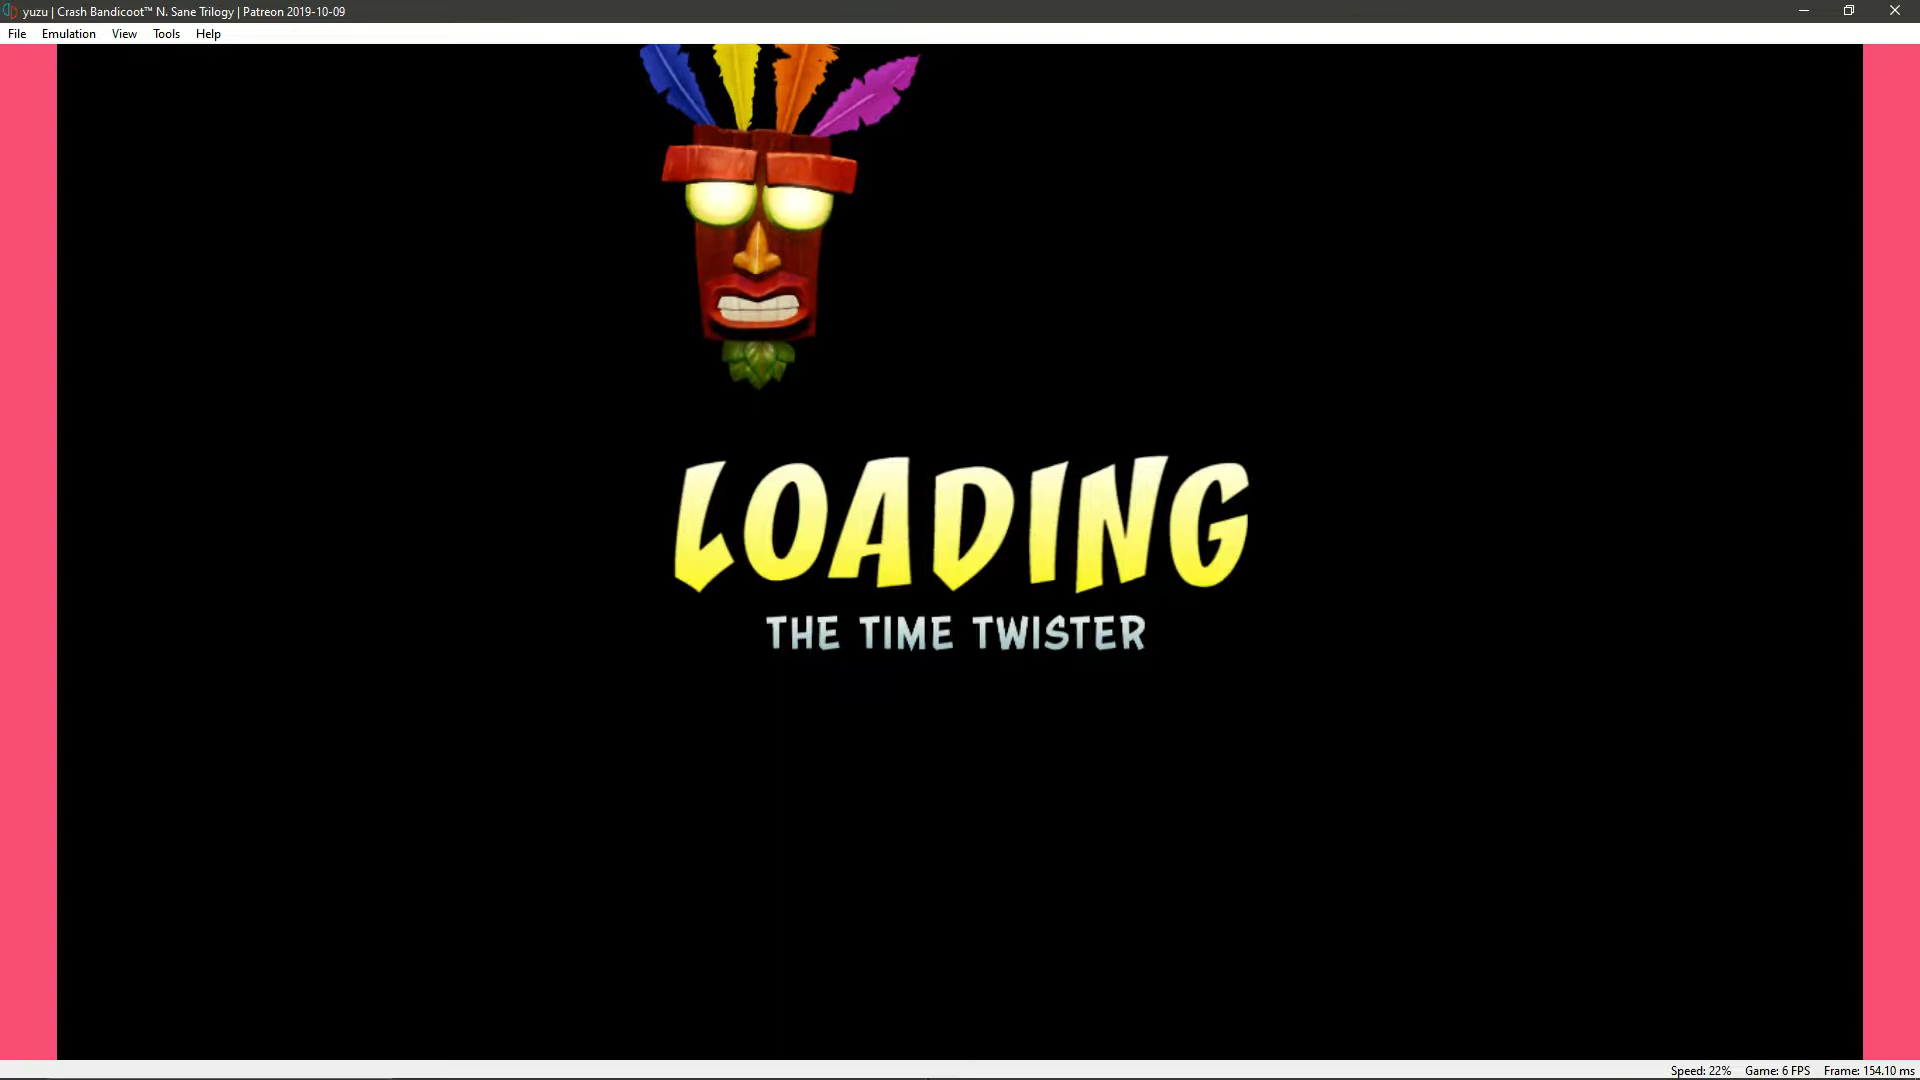 yuzu | Crash Bandicoot™ N. Sane Trilogy | Patreon 2019-10-09
File Emulation View Tools Help
LOADING
THE TIME TWISTER
Speed: 22% Game: 6 FPS Frame: 154.10 ms